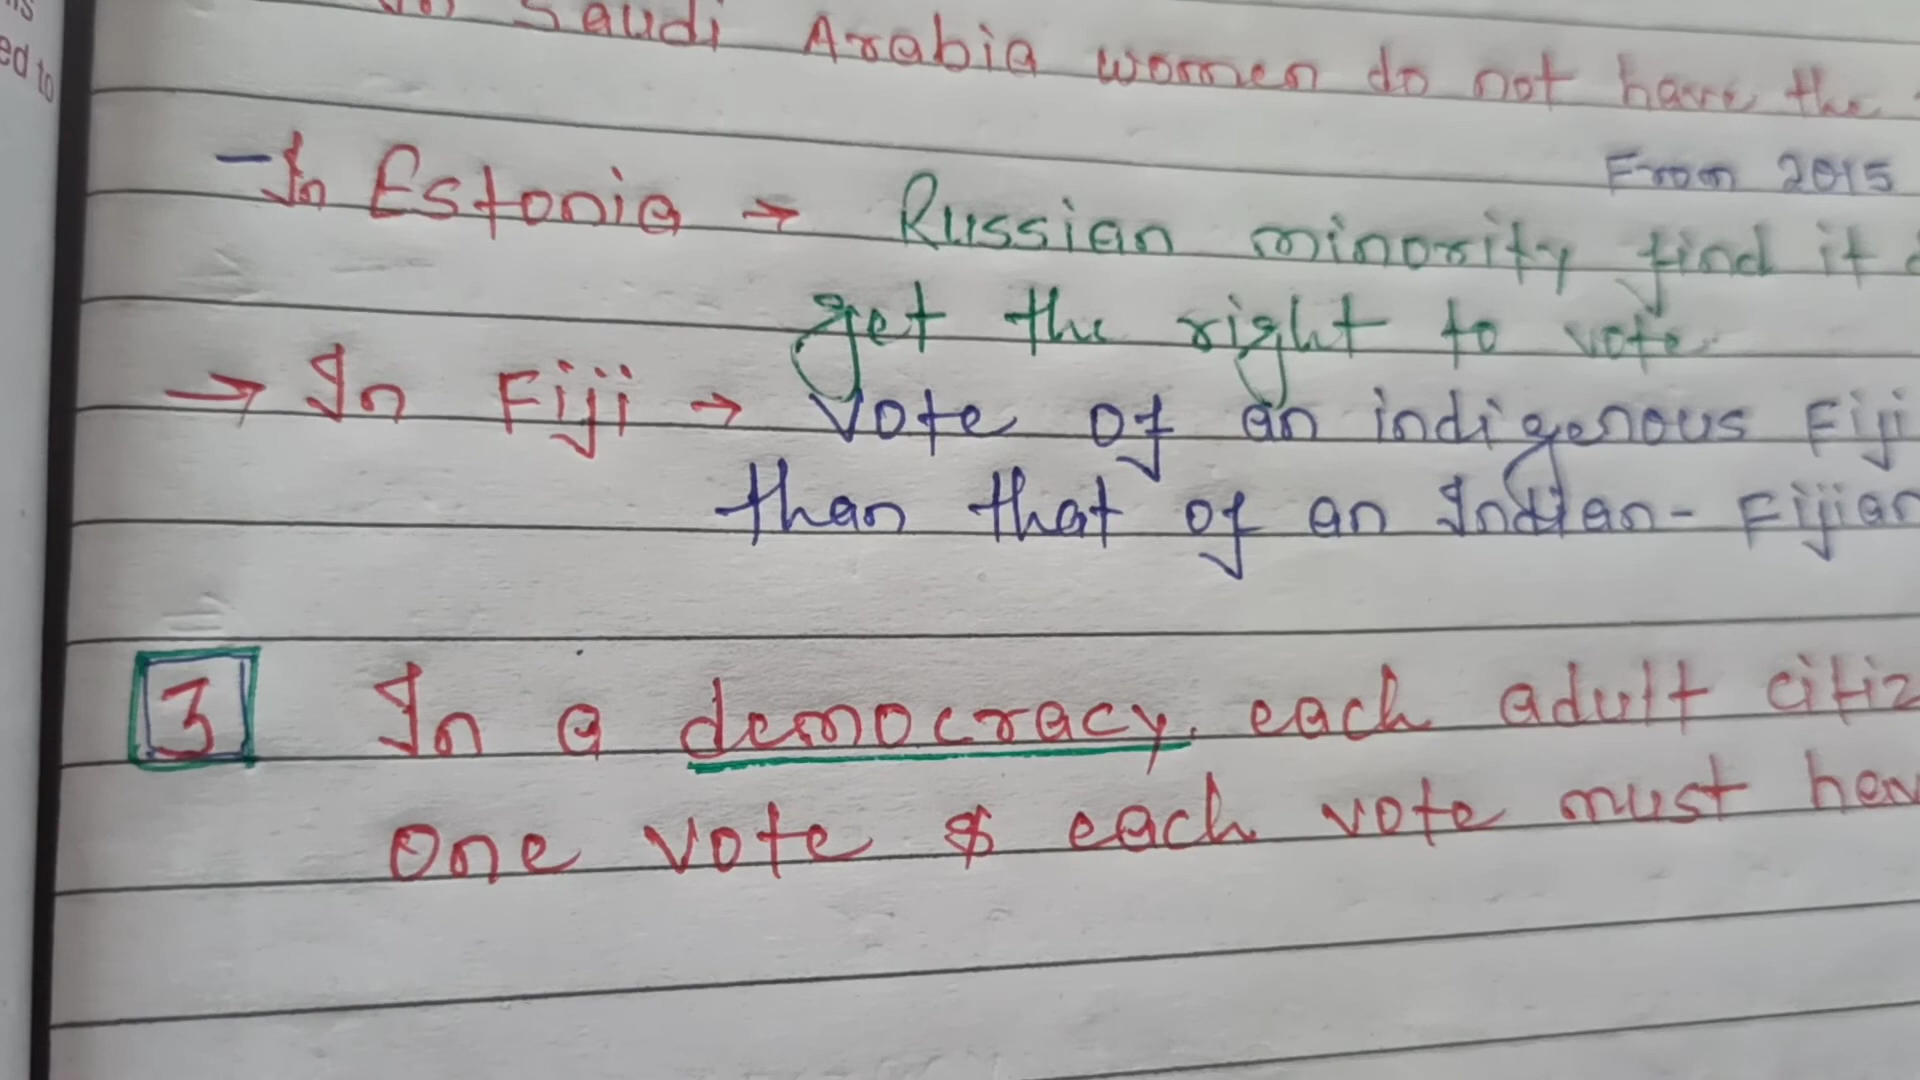 Saudi Arabia women do not have the
ed to
From 2015
- In Estonia → Russian minority find it
get the right to vote
→ In Fiji → Vote of an indigenous Fiji
than that of an Indian - Fijian
3 In a democracy, each adult citiz
one vote & each vote must hav